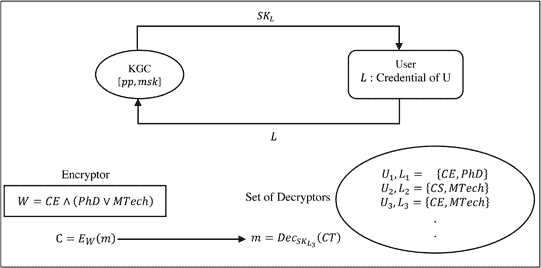 SK_L
KGC
[pp, msk]
User
L : Credential of U
L
Encryptor
W = CE ∧ (PhD ∨ MTech)
Set of Decryptors
U_1, L_1 = {CE, PhD}
U_2, L_2 = {CS, MTech}
U_3, L_3 = {CE, MTech}
.
.
C = E_W(m)
m = Dec_{SK_{L_3}}(CT)